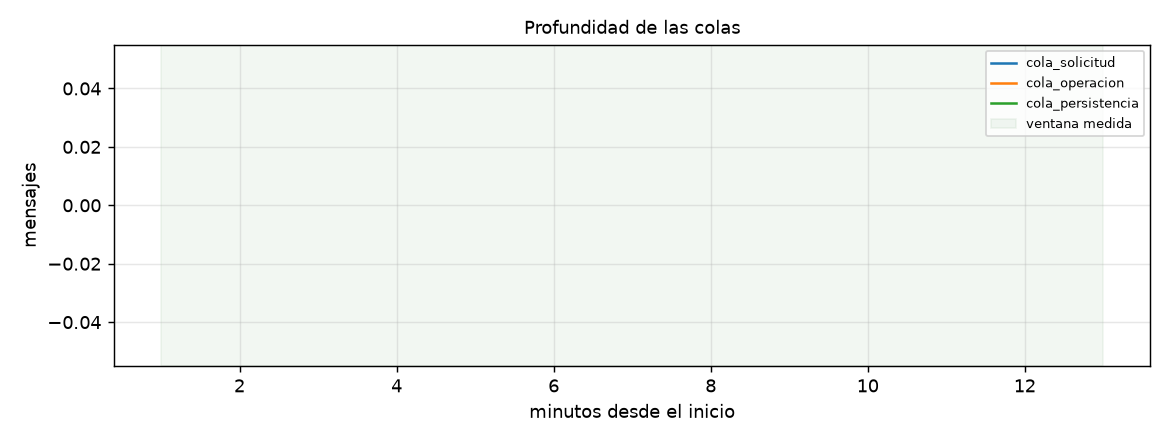 Profundidad de las colas
mensajes
0.04
0.02
0.00
−0.02
−0.04
cola_solicitud
cola_operacion
cola_persistencia
ventana medida
2 4 6 8 10 12
minutos desde el inicio